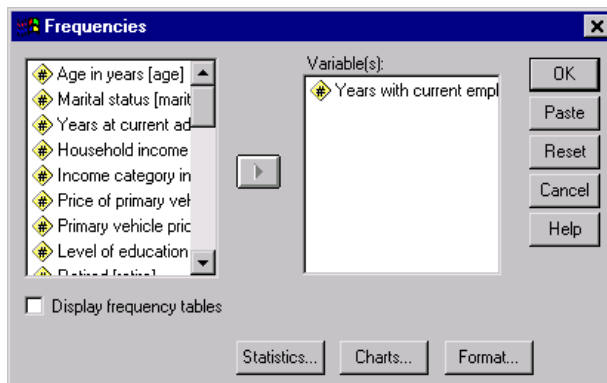 Frequencies
Age in years [age]
Marital status [marit
Years at current ad
Household income
Income category in
Price of primary veh
Primary vehicle pric
Level of education
Retired [retire]
Variable(s):
Years with current empl
OK
Paste
Reset
Cancel
Help
Display frequency tables
Statistics...
Charts...
Format...